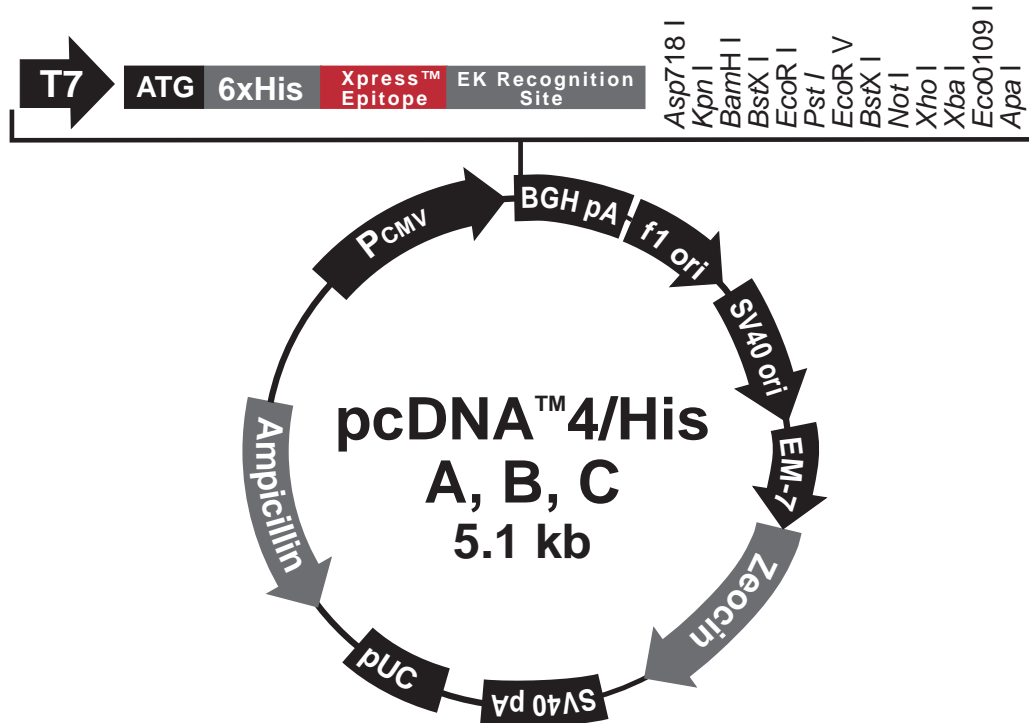 T7
ATG
6xHis
Xpress™
Epitope
EK Recognition
Site
Asp718 I
Kpn I
BamH I
BstX I
EcoR I
Pst I
EcoR V
BstX I
Not I
Xho I
Xba I
Eco0109 I
Apa I
PCMV
BGH pA
f1 ori
SV40 ori
EM-7
Zeocin
SV40 pA
pUC
Ampicillin
pcDNA™4/His
A, B, C
5.1 kb